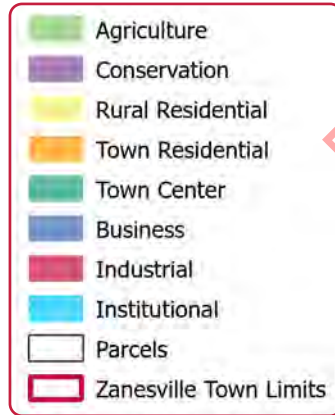 Agriculture
Conservation
Rural Residential
Town Residential
Town Center
Business
Industrial
Institutional
Parcels
Zanesville Town Limits